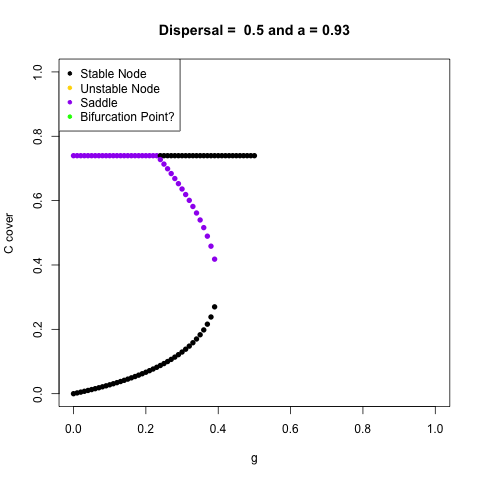 Dispersal =  0.5 and a = 0.93
Stable Node
Unstable Node
Saddle
Bifurcation Point?
C cover
1.0
0.8
0.6
0.4
0.2
0.0
0.0 0.2 0.4 0.6 0.8 1.0
g